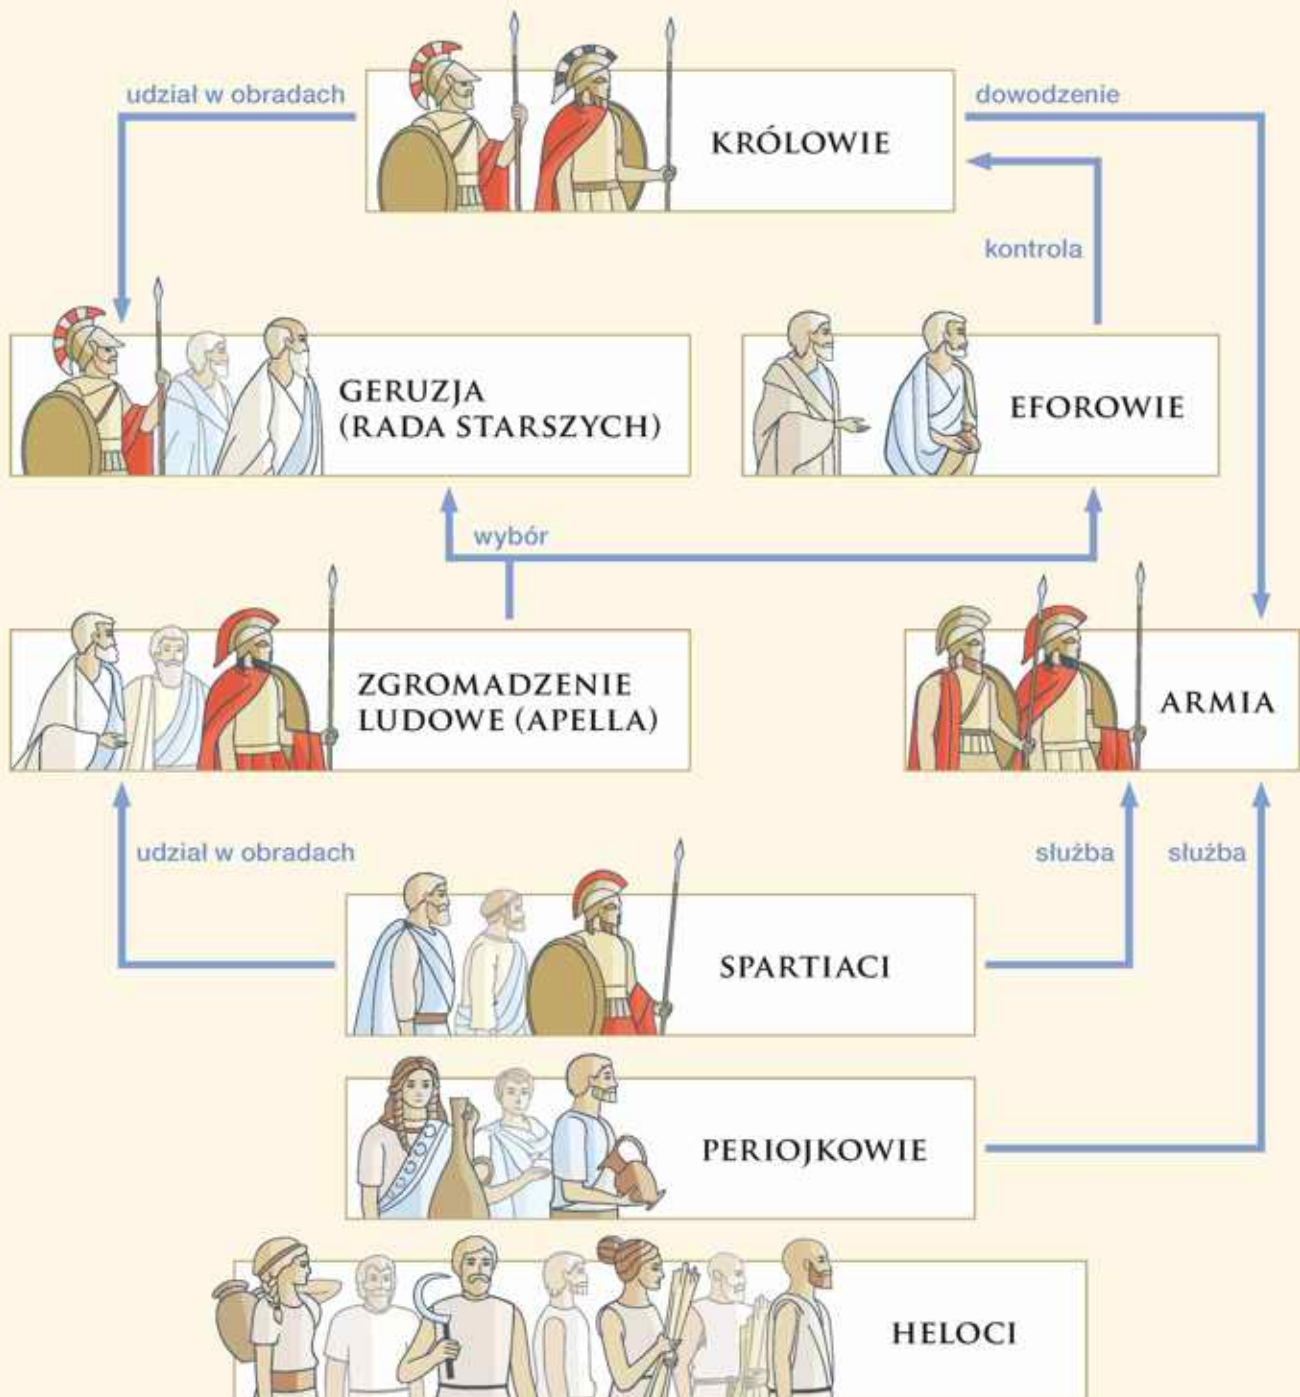 udział w obradach
KRÓLOWIE
dowodzenie
kontrola
GERUZJA
(RADA STARSZYCH)
EFOROWIE
wybór
ZGROMADZENIE
LUDOWE (APELLA)
ARMIA
udział w obradach
służba
służba
SPARTIACI
PERIOJKOWIE
HELOCI